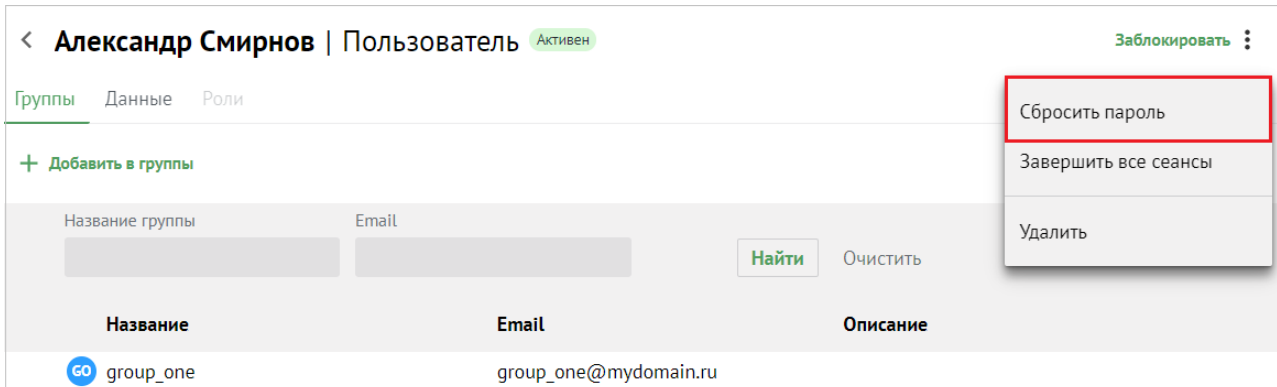 Александр Смирнов | Пользователь Активен Заблокировать
Группы Данные Роли
Сбросить пароль
Добавить в группы
Завершить все сеансы
Название группы Email
Удалить
Найти Очистить
Название Email Описание
GO group_one group_one@mydomain.ru